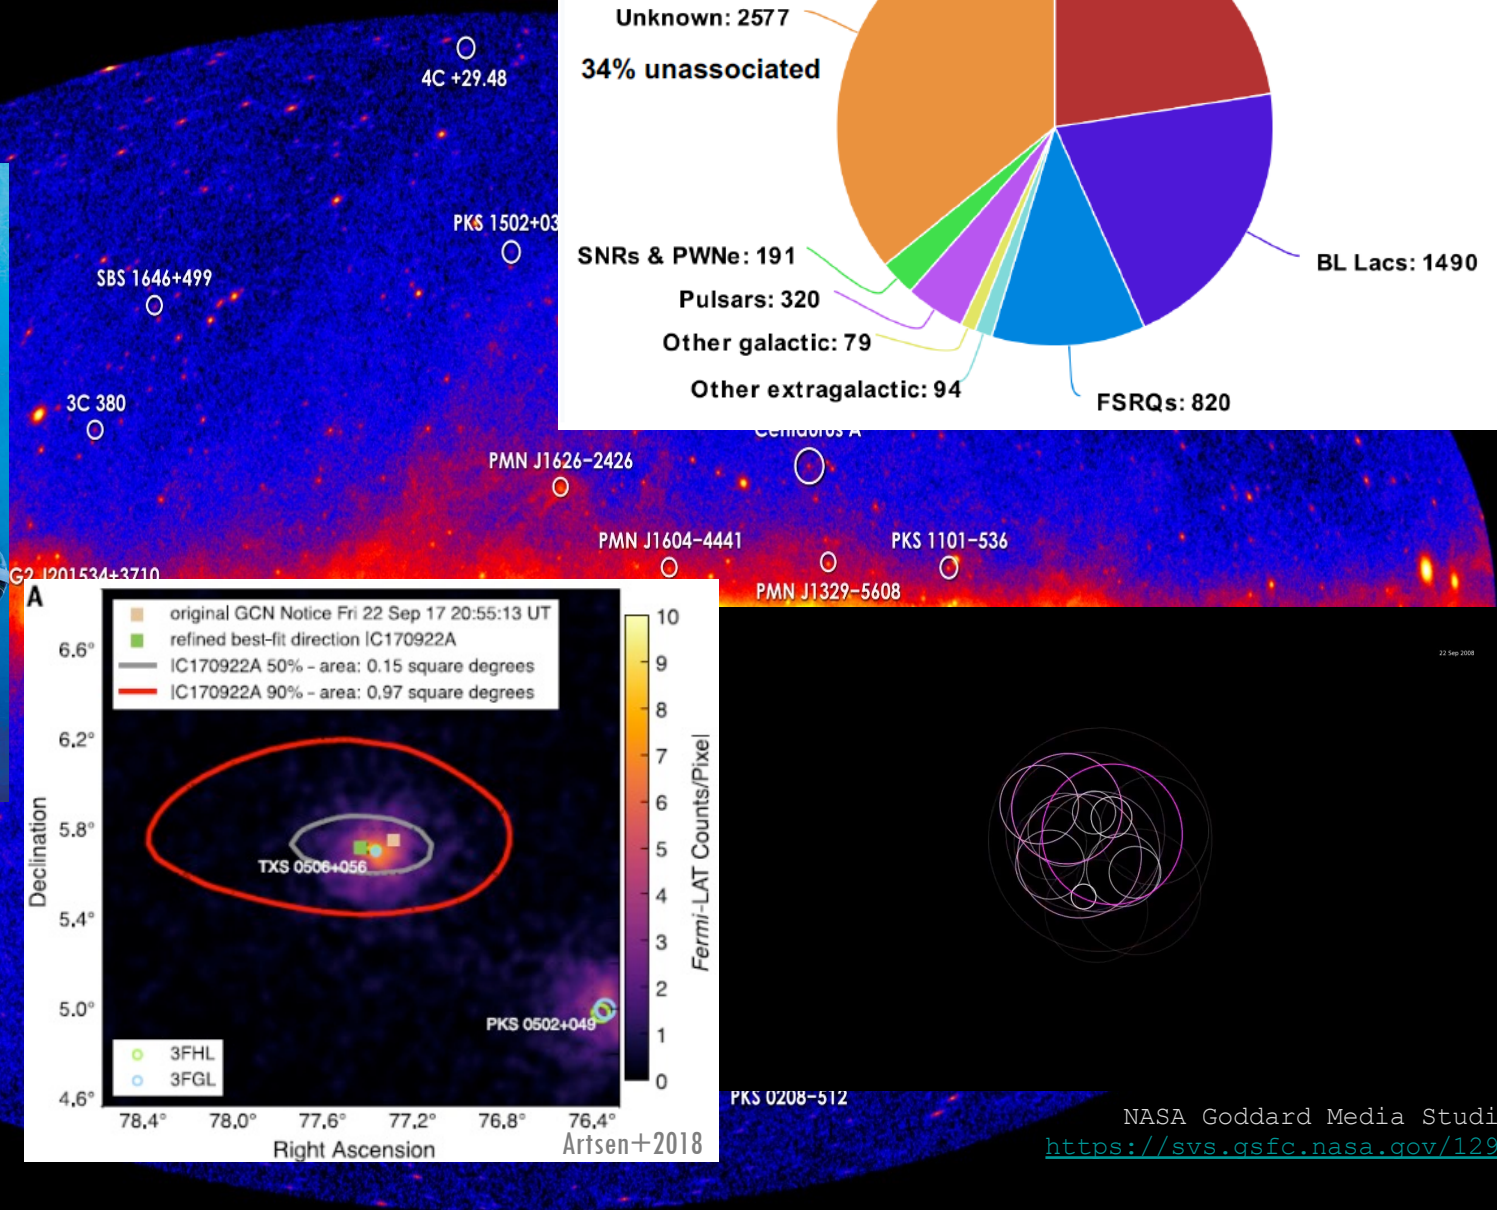 Unknown: 2577
34% unassociated
SNRs & PWNe: 191
Pulsars: 320
Other galactic: 79
Other extragalactic: 94
FSRQs: 820
BL Lacs: 1490
4C +29.48
PKS 1502+03
SBS 1646+499
3C 380
Centaurus A
PMN J1626-2426
PMN J1604-4441
PKS 1101-536
PMN J1329-5608
G2 J201534+3710
A
original GCN Notice Fri 22 Sep 17 20:55:13 UT
refined best-fit direction IC170922A
IC170922A 50% - area: 0.15 square degrees
IC170922A 90% - area: 0.97 square degrees
6.6°
6.2°
5.8°
5.4°
5.0°
4.6°
Declination
TXS 0506+056
PKS 0502+049
3FHL
3FGL
78.4° 78.0° 77.6° 77.2° 76.8° 76.4°
Right Ascension
10
9
8
7
6
5
4
3
2
1
0
Fermi-LAT Counts/Pixel
Artsen+2018
22 Sep 2008
PKS 0208-512
NASA Goddard Media Studi
https://svs.gsfc.nasa.gov/129